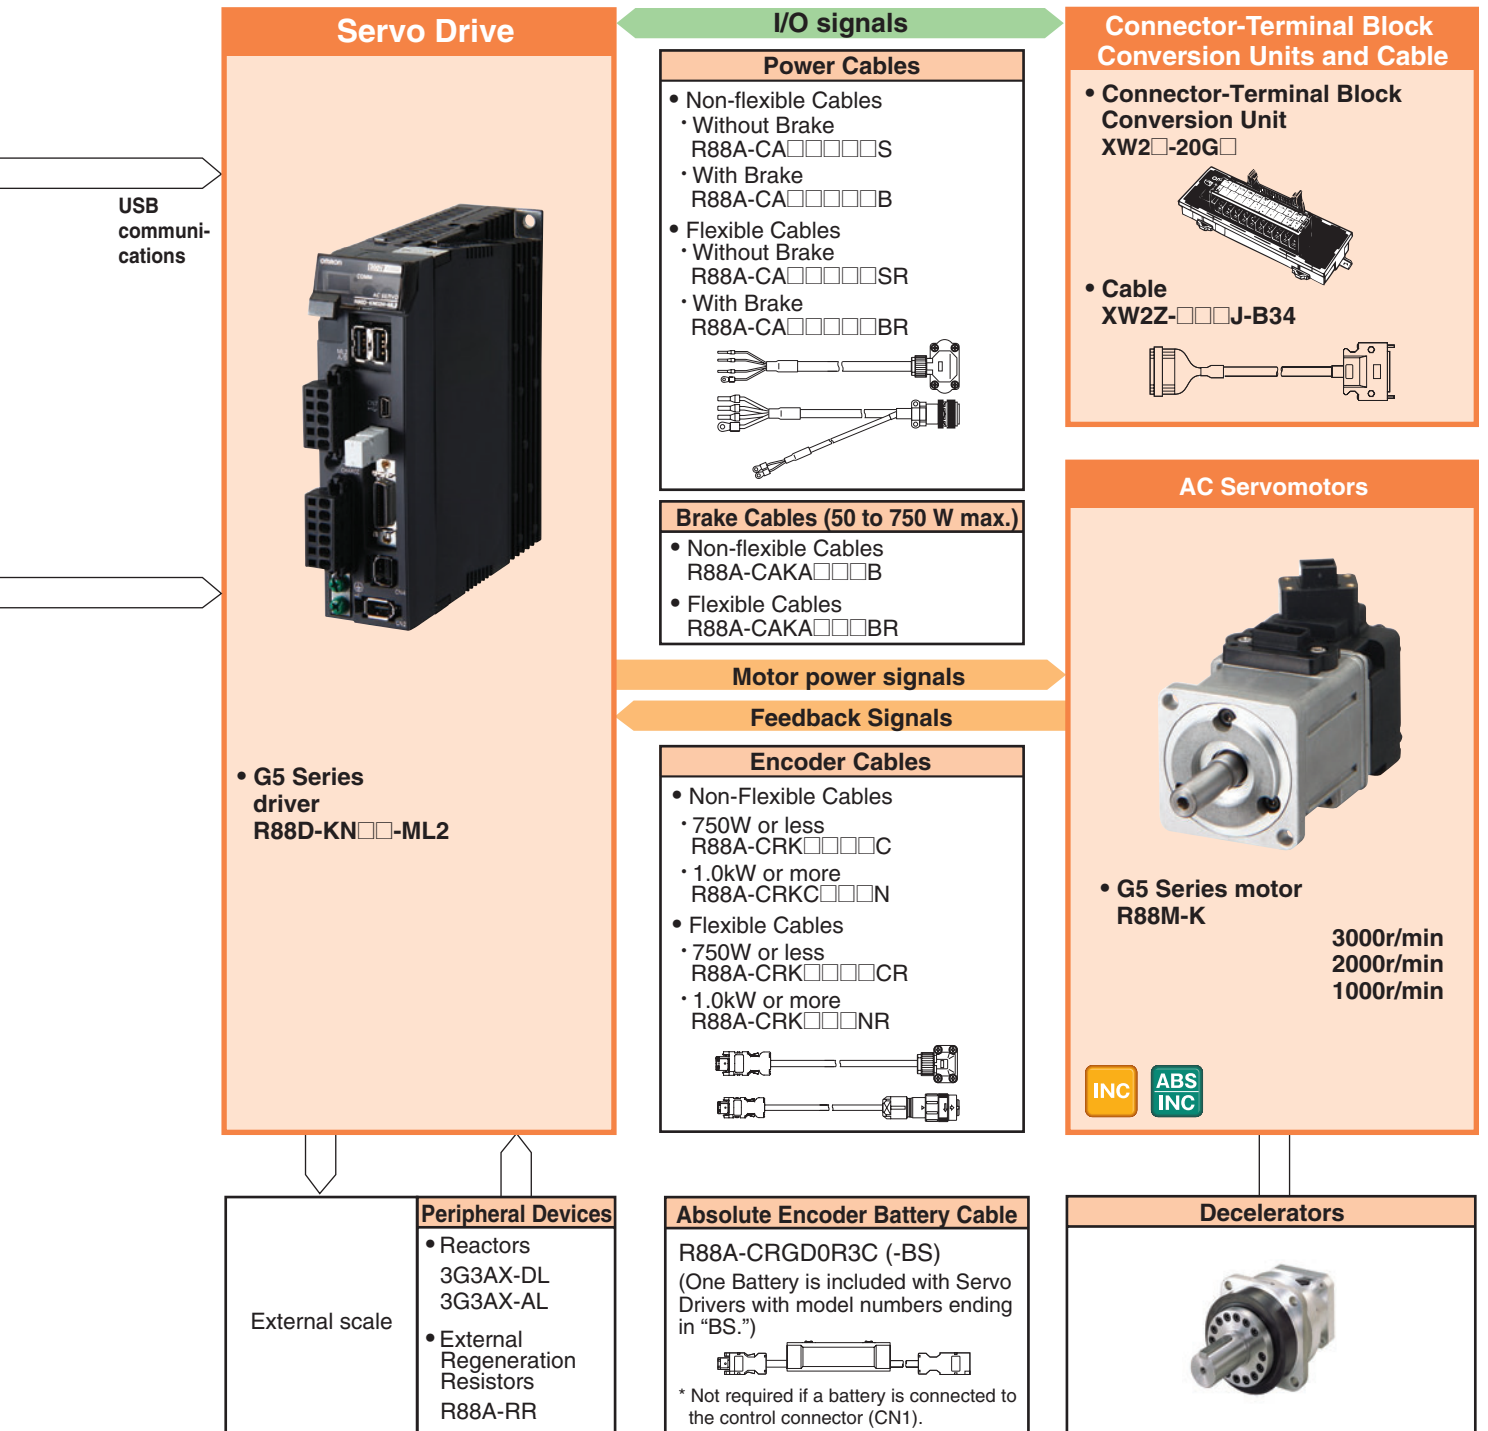 Servo Drive
USB
communi-
cations
OMRON
AC SERVO
• G5 Series
driver
R88D-KN□□-ML2
I/O signals
Power Cables
• Non-flexible Cables
・Without Brake
R88A-CA□□□□□S
・With Brake
R88A-CA□□□□□B
• Flexible Cables
・Without Brake
R88A-CA□□□□□SR
・With Brake
R88A-CA□□□□□BR
Brake Cables (50 to 750 W max.)
• Non-flexible Cables
R88A-CAKA□□□B
• Flexible Cables
R88A-CAKA□□□BR
Motor power signals
Feedback Signals
Encoder Cables
• Non-Flexible Cables
・750W or less
R88A-CRK□□□□C
・1.0kW or more
R88A-CRKC□□□N
• Flexible Cables
・750W or less
R88A-CRK□□□□CR
・1.0kW or more
R88A-CRK□□□NR
Connector-Terminal Block
Conversion Units and Cable
• Connector-Terminal Block
Conversion Unit
XW2□-20G□
• Cable
XW2Z-□□□J-B34
AC Servomotors
• G5 Series motor
R88M-K
3000r/min
2000r/min
1000r/min
INC
ABS
INC
External scale
Peripheral Devices
• Reactors
3G3AX-DL
3G3AX-AL
• External
Regeneration
Resistors
R88A-RR
Absolute Encoder Battery Cable
R88A-CRGD0R3C (-BS)
(One Battery is included with Servo
Drivers with model numbers ending
in “BS.”)
* Not required if a battery is connected to
the control connector (CN1).
Decelerators